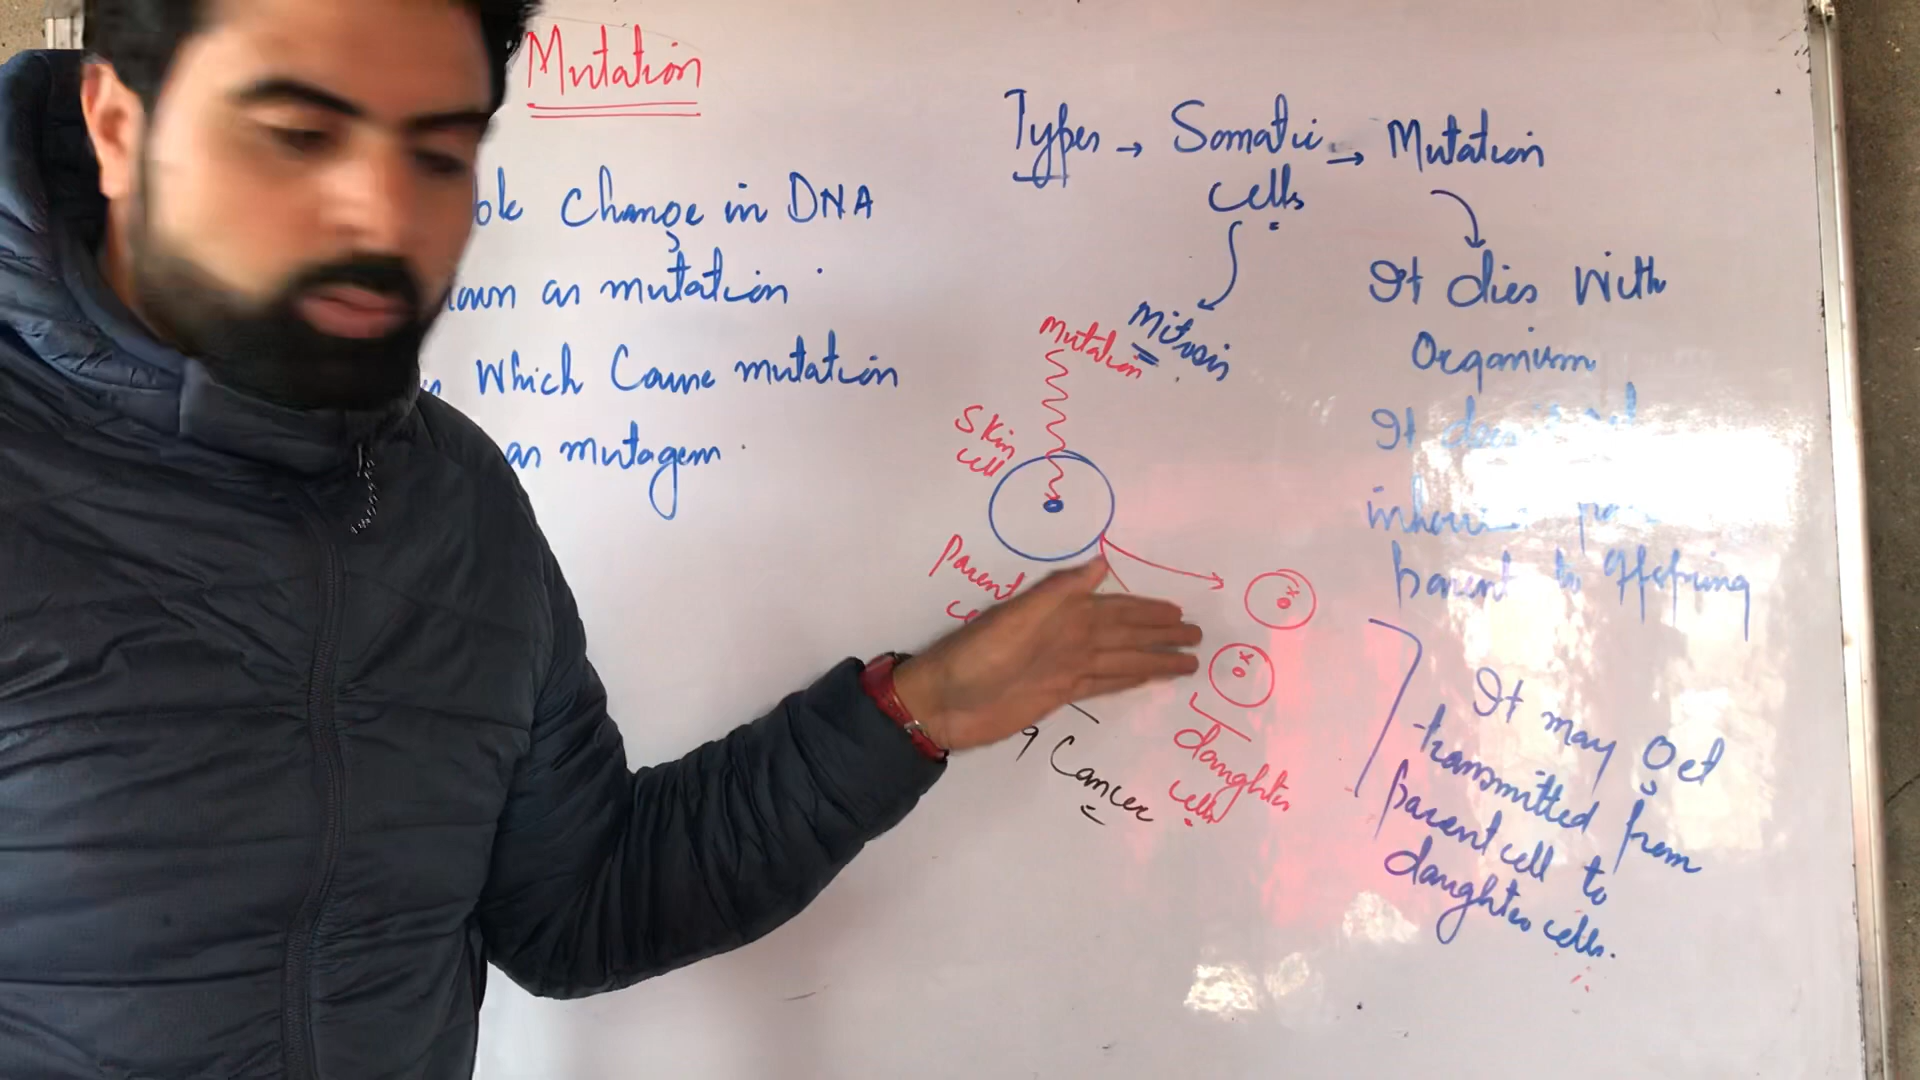 Mutation
Change in DNA
as mutation
Which Cause mutation
as mutagen
Types → Somatic → Mutation
cells
Mitosis
It dies with
Organism
Mutation
Skin
cell
Parent
It
parent to offspring
daughter
cells
Cancer
It may get
transmitted from
parent cell to
daughter cells.